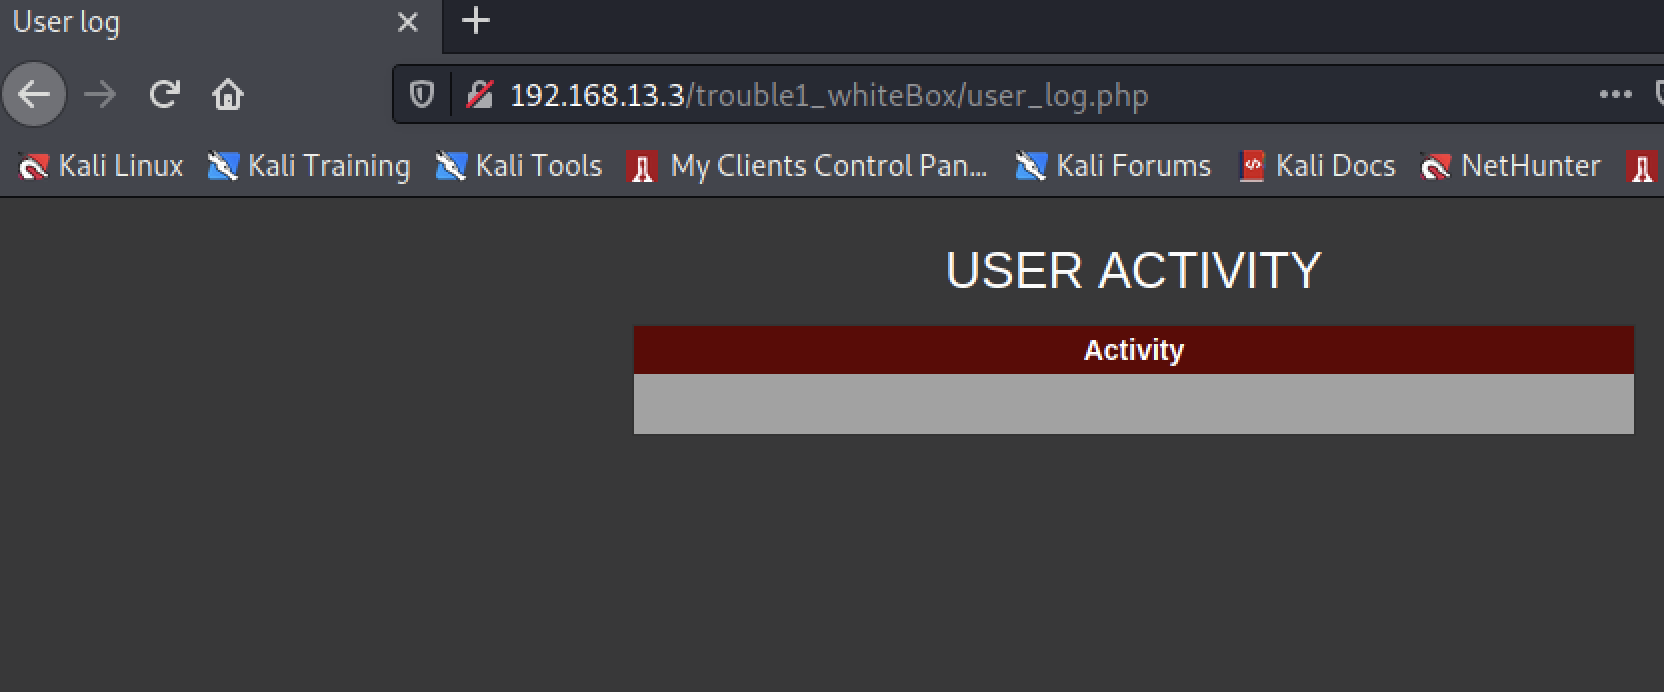 User log
192.168.13.3/trouble1_whiteBox/user_log.php
Kali Linux Kali Training Kali Tools My Clients Control Pan... Kali Forums Kali Docs NetHunter
USER ACTIVITY
Activity